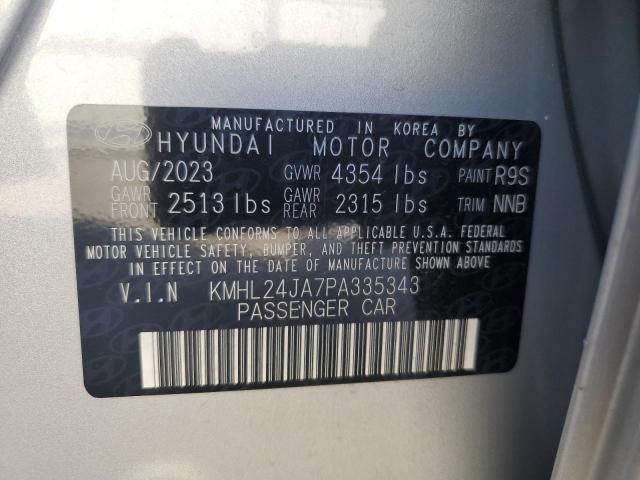 MANUFACTURED IN KOREA BY
HYUNDAI MOTOR COMPANY
AUG/2023 GVWR 4354 lbs PAINT R9S
GAWR FRONT 2513 lbs GAWR REAR 2315 lbs TRIM NNB
THIS VEHICLE CONFORMS TO ALL APPLICABLE U.S.A. FEDERAL
MOTOR VEHICLE SAFETY, BUMPER, AND THEFT PREVENTION STANDARDS
IN EFFECT ON THE DATE OF MANUFACTURE SHOWN ABOVE.
V.I.N KMHL24JA7PA335343
PASSENGER CAR